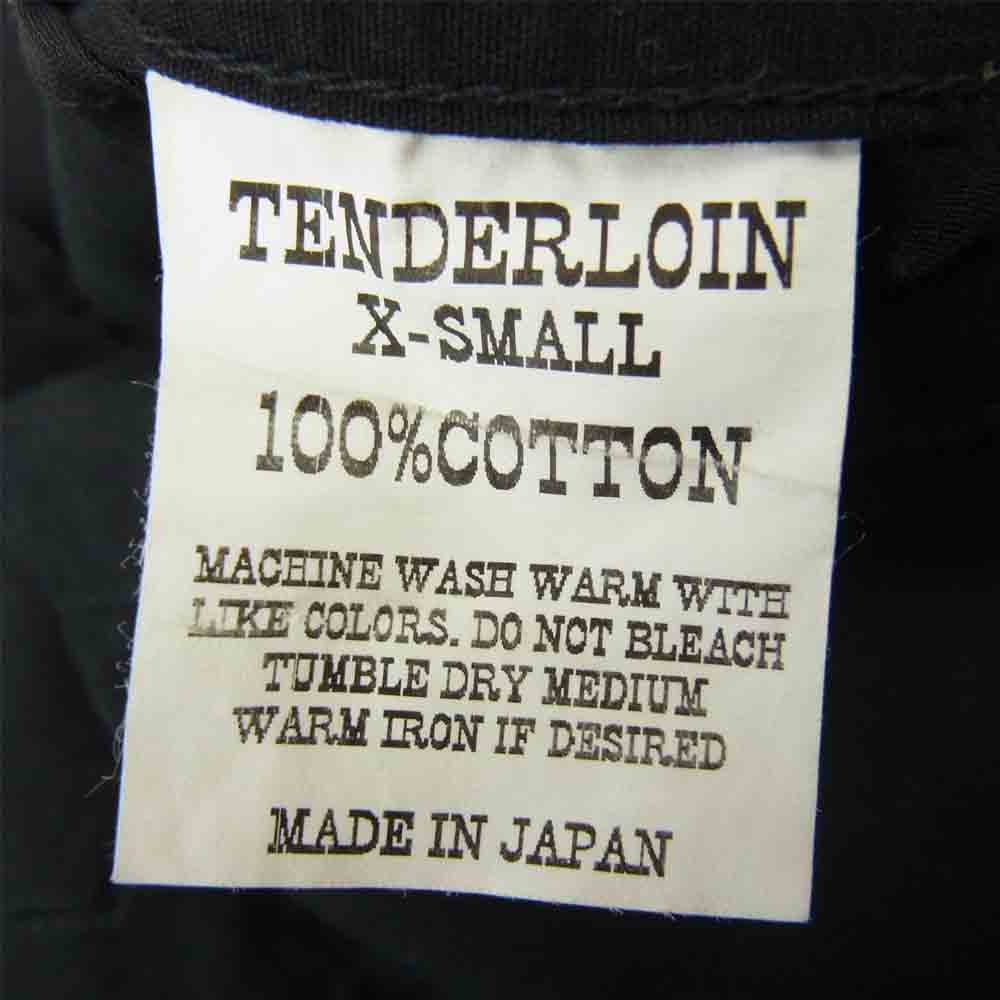 TENDERLOIN
X-SMALL
100%COTTON
MACHINE WASH WARM WITH
LIKE COLORS. DO NOT BLEACH
TUMBLE DRY MEDIUM
WARM IRON IF DESIRED
MADE IN JAPAN